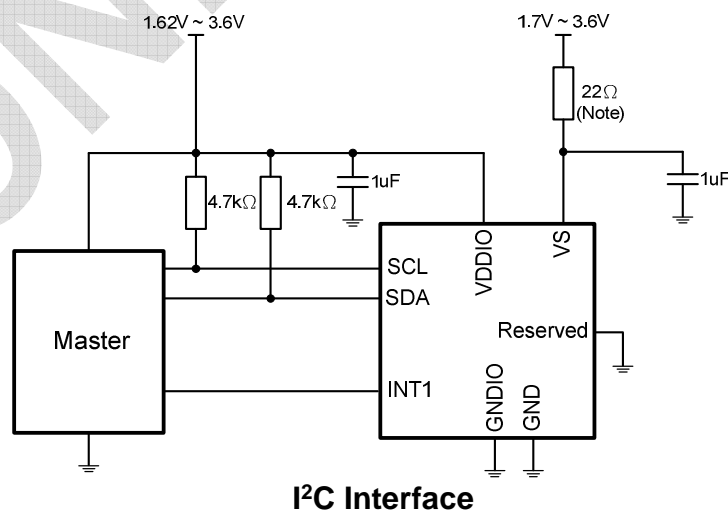 1.62V ~ 3.6V
1.7V ~ 3.6V
22Ω
(Note)
4.7kΩ
4.7kΩ
1uF
1uF
VDDIO
VS
SCL
SDA
Master
Reserved
INT1
GNDIO
GND
I²C Interface